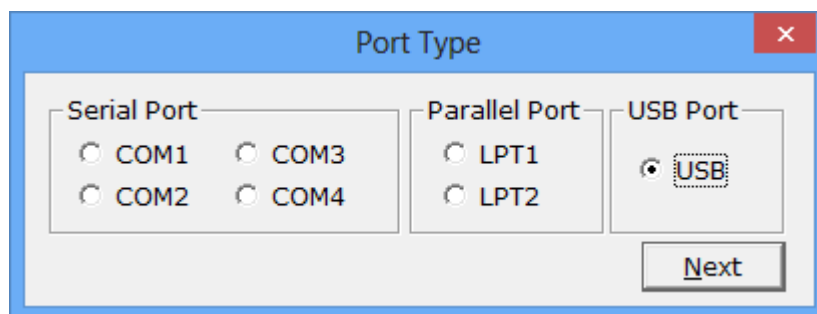 Port Type
Serial Port
COM1 COM3
COM2 COM4
Parallel Port
LPT1
LPT2
USB Port
USB
Next